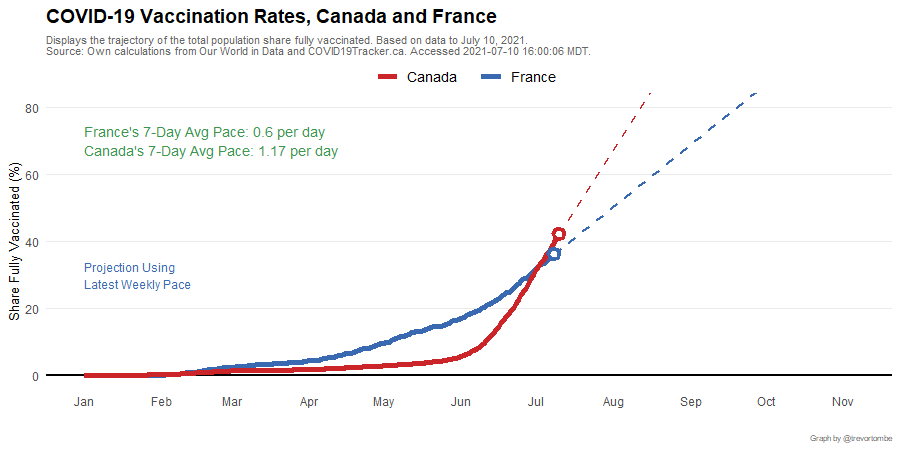 COVID-19 Vaccination Rates, Canada and France
Displays the trajectory of the total population share fully vaccinated. Based on data to July 10, 2021.
Source: Own calculations from Our World in Data and COVID19Tracker.ca. Accessed 2021-07-10 16:00:06 MDT.
Canada France
80
France's 7-Day Avg Pace: 0.6 per day
Canada's 7-Day Avg Pace: 1.17 per day
60
Share Fully Vaccinated (%)
40
Projection Using
Latest Weekly Pace
20
0
Jan Feb Mar Apr May Jun Jul Aug Sep Oct Nov
Graph by @trevortombe